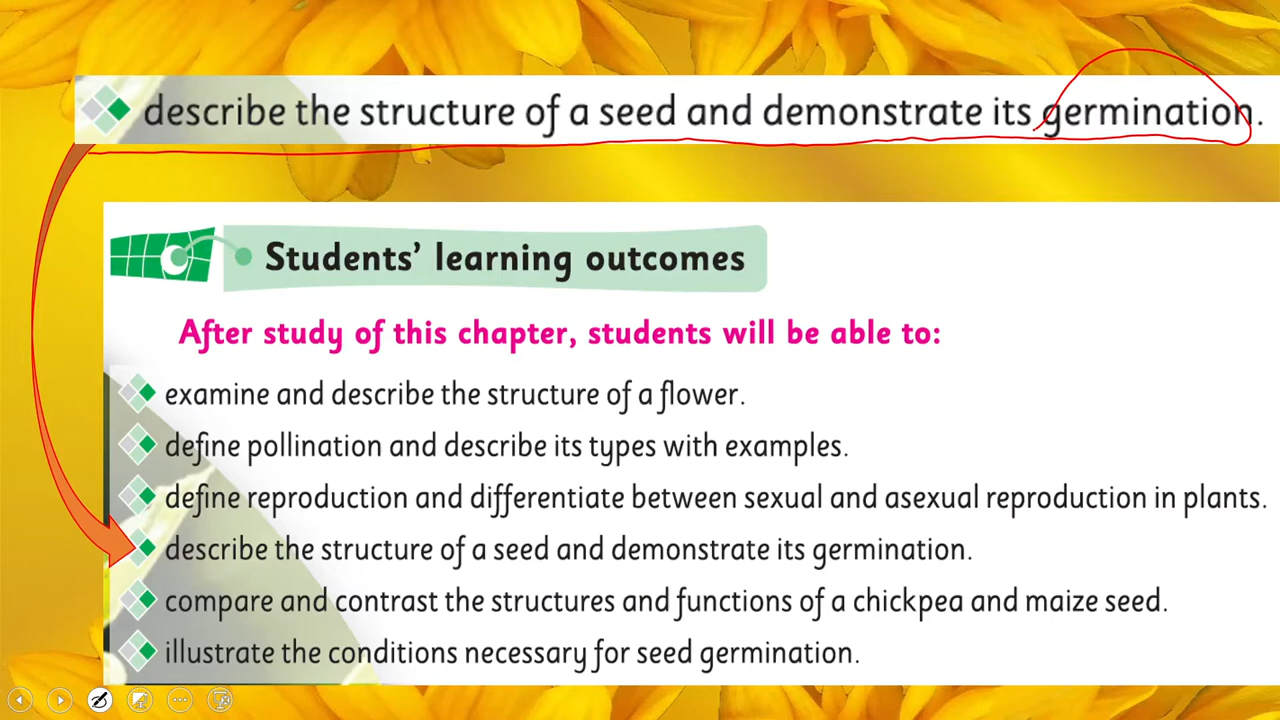 describe the structure of a seed and demonstrate its germination.
Students' learning outcomes
After study of this chapter, students will be able to:
examine and describe the structure of a flower.
define pollination and describe its types with examples.
define reproduction and differentiate between sexual and asexual reproduction in plants.
describe the structure of a seed and demonstrate its germination.
compare and contrast the structures and functions of a chickpea and maize seed.
illustrate the conditions necessary for seed germination.